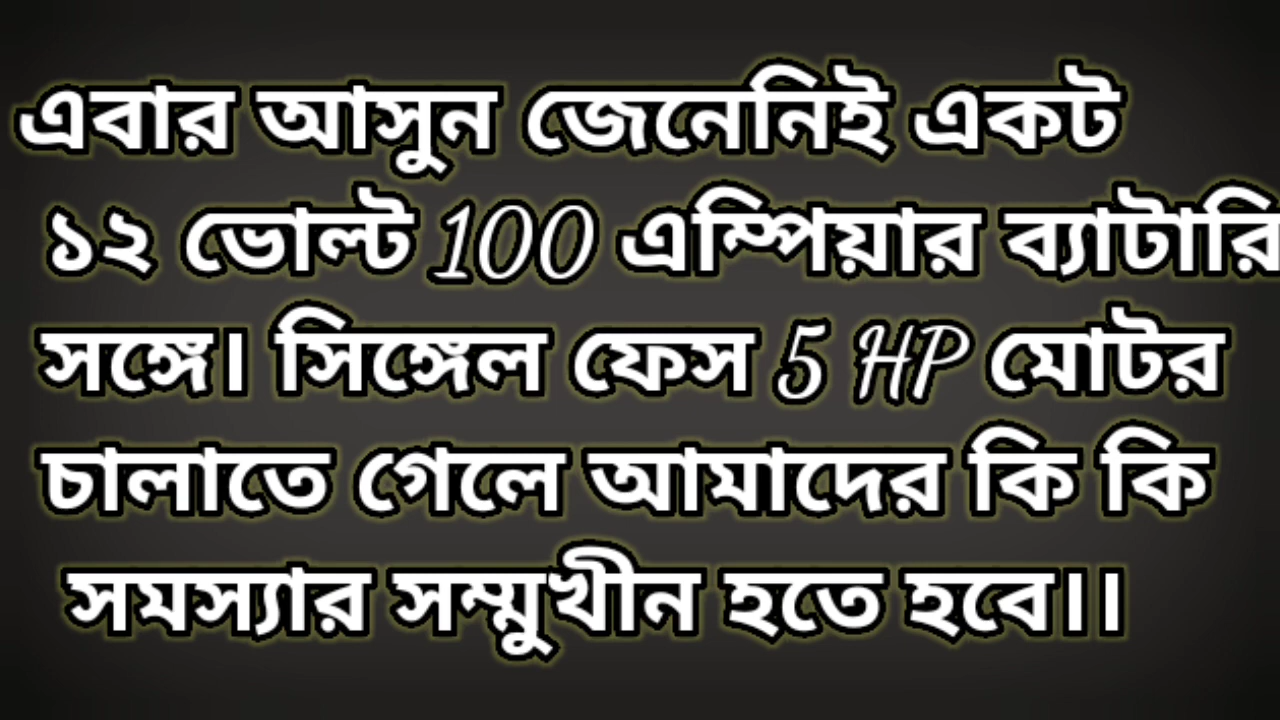 এবার আসুন জেনেনিই একট
১২ ভোল্ট 100 এম্পিয়ার ব্যাটারি
সঙ্গে। সিঙ্গেল ফেস 5 HP মোটর
চালাতে গেলে আমাদের কি কি
সমস্যার সম্মুখীন হতে হবে।।